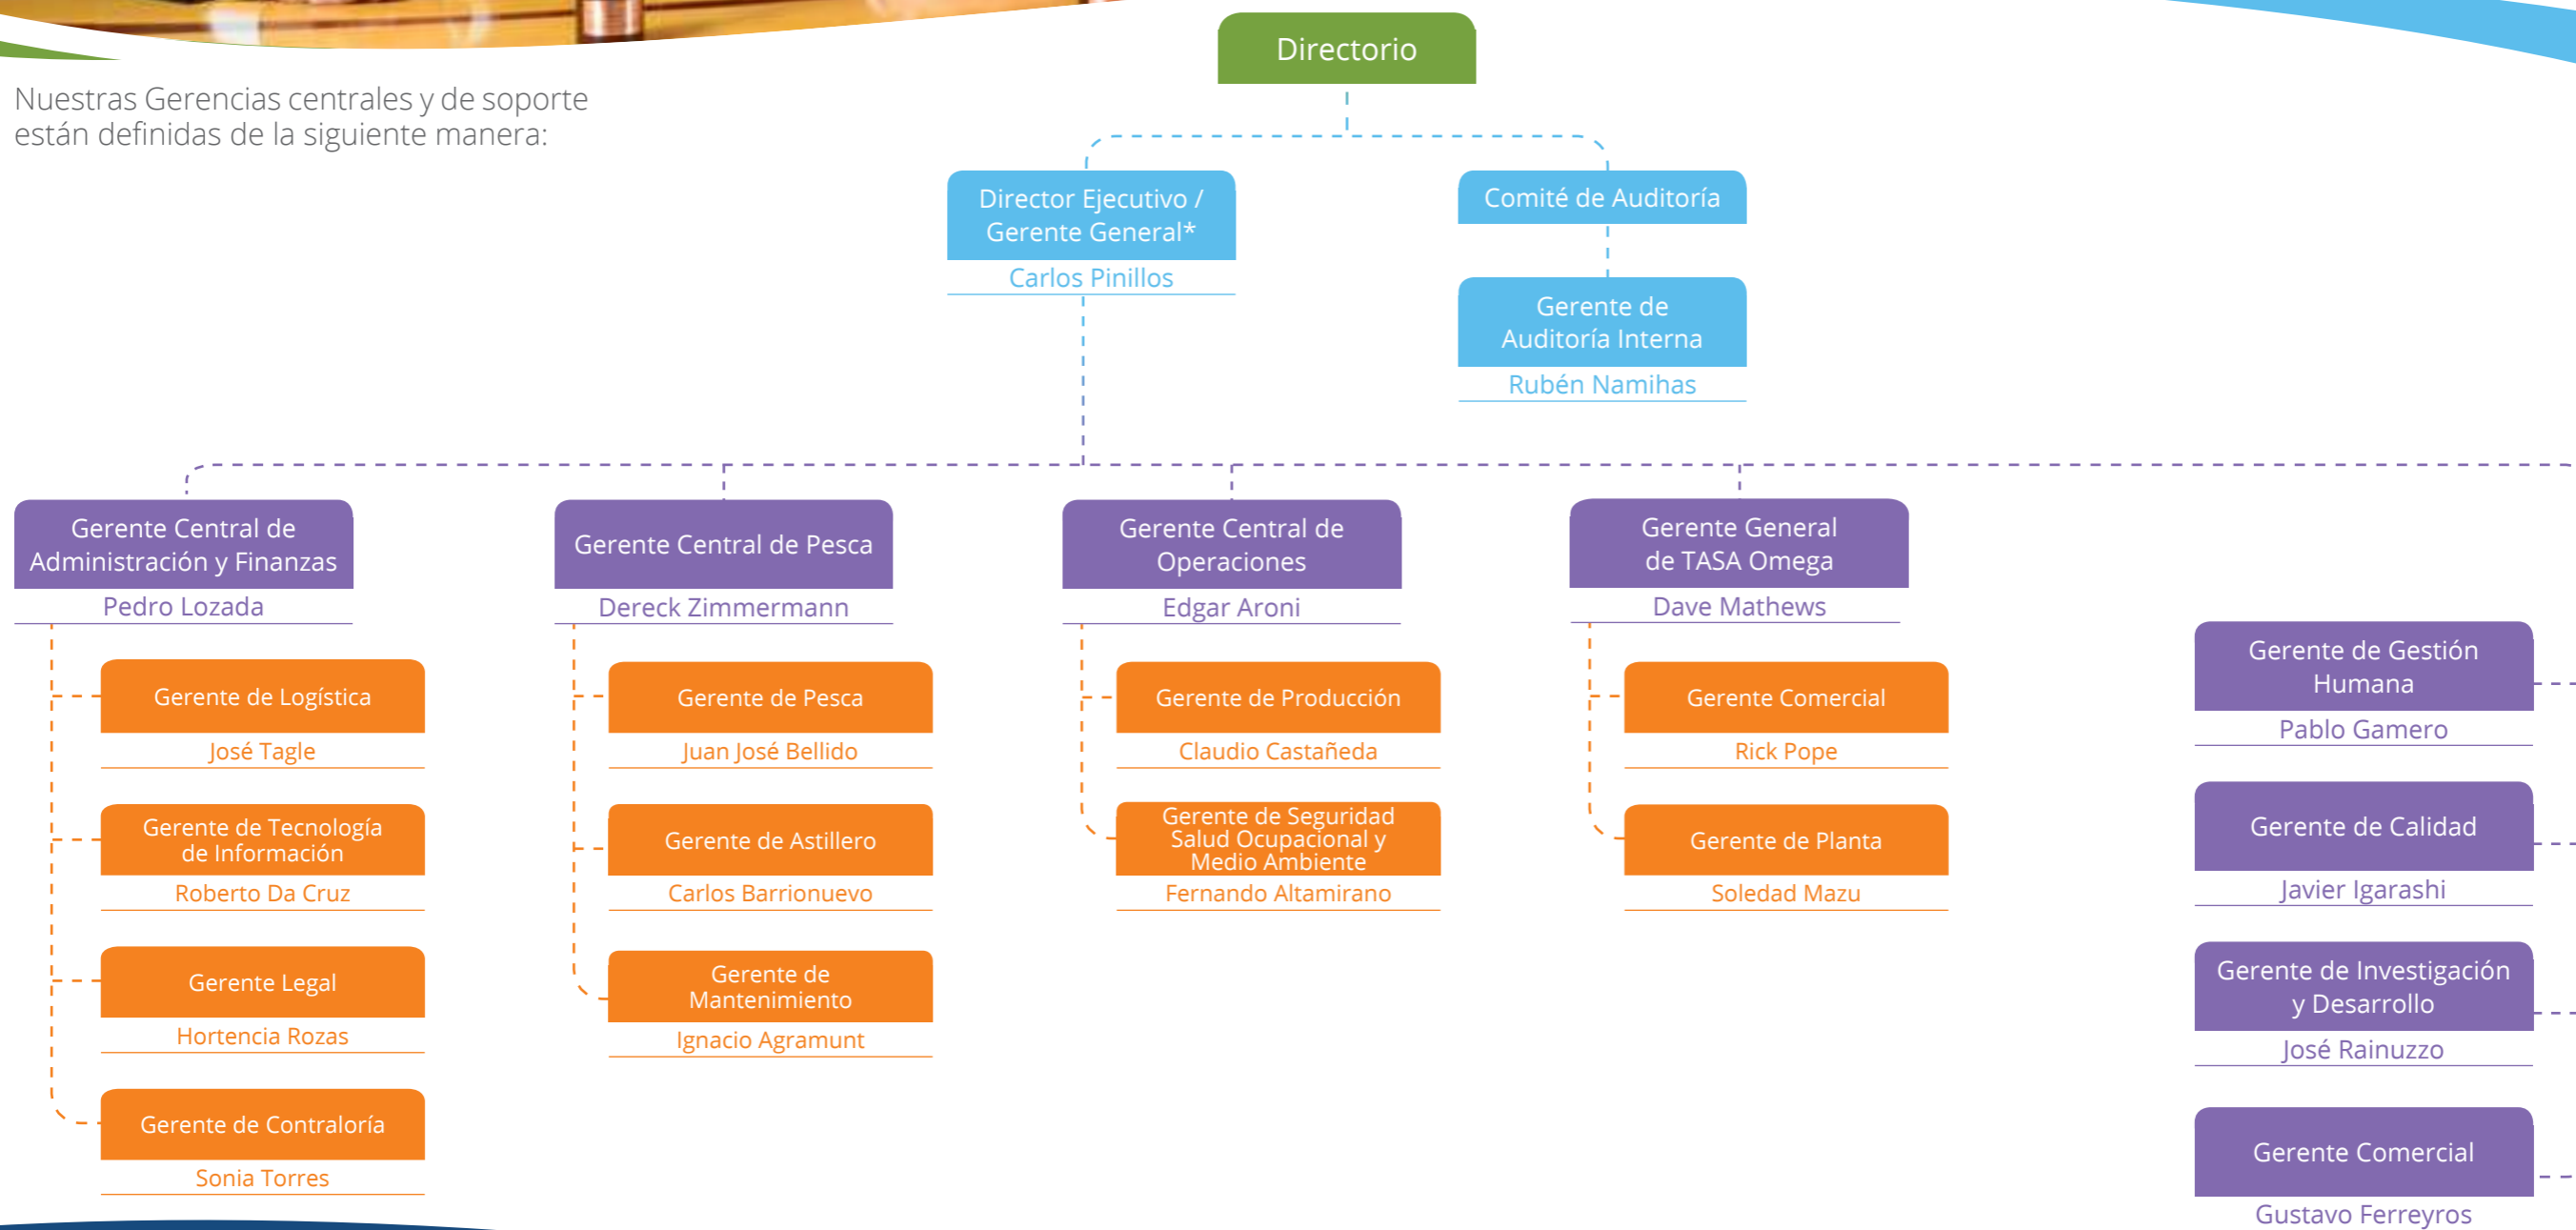 Directorio
Nuestras Gerencias centrales y de soporte
están definidas de la siguiente manera:
Director Ejecutivo /
Gerente General*
Carlos Pinillos
Comité de Auditoría
Gerente de
Auditoría Interna
Rubén Namihas
Gerente Central de
Administración y Finanzas
Pedro Lozada
Gerente de Logística
José Tagle
Gerente de Tecnología
de Información
Roberto Da Cruz
Gerente Legal
Hortencia Rozas
Gerente de Contraloría
Sonia Torres
Gerente Central de Pesca
Dereck Zimmermann
Gerente de Pesca
Juan José Bellido
Gerente de Astillero
Carlos Barrionuevo
Gerente de
Mantenimiento
Ignacio Agramunt
Gerente Central de
Operaciones
Edgar Aroni
Gerente de Producción
Claudio Castañeda
Gerente de Seguridad
Salud Ocupacional y
Medio Ambiente
Fernando Altamirano
Gerente General
de TASA Omega
Dave Mathews
Gerente Comercial
Rick Pope
Gerente de Planta
Soledad Mazu
Gerente de Gestión
Humana
Pablo Gamero
Gerente de Calidad
Javier Igarashi
Gerente de Investigación
y Desarrollo
José Rainuzzo
Gerente Comercial
Gustavo Ferreyros